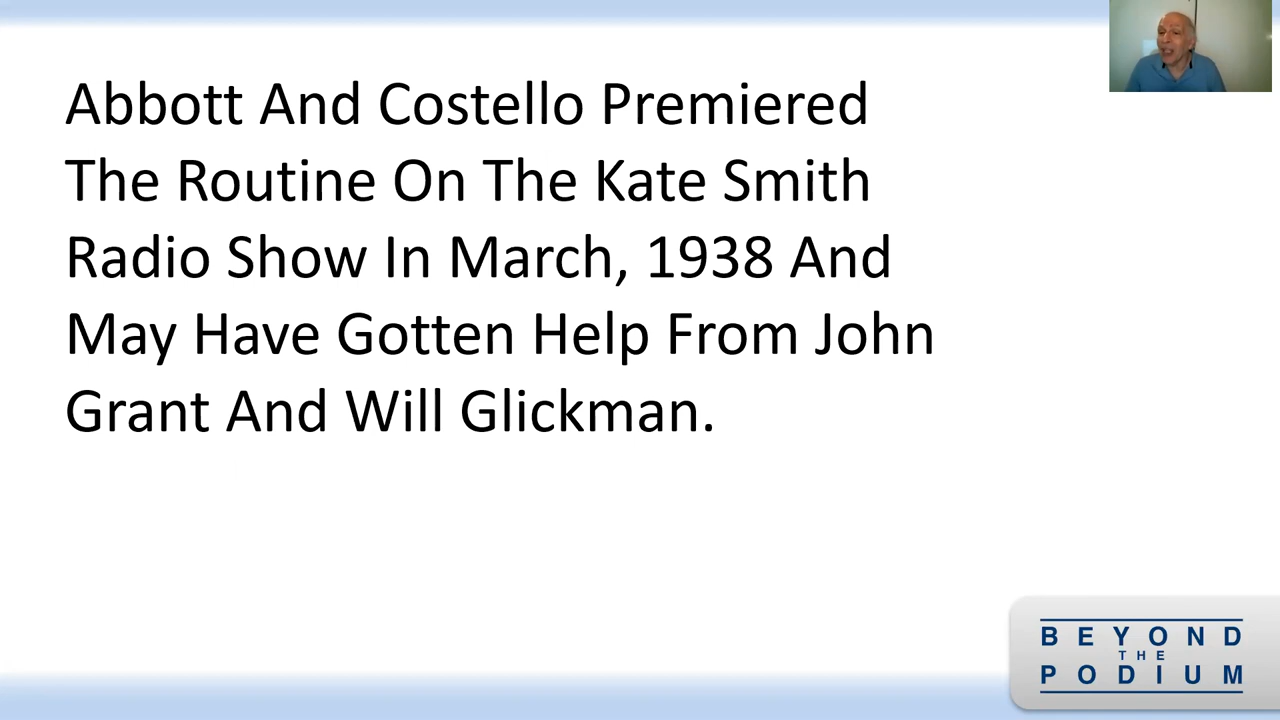 Abbott And Costello Premiered
The Routine On The Kate Smith
Radio Show In March, 1938 And
May Have Gotten Help From John
Grant And Will Glickman.
BEYOND
THE
PODIUM